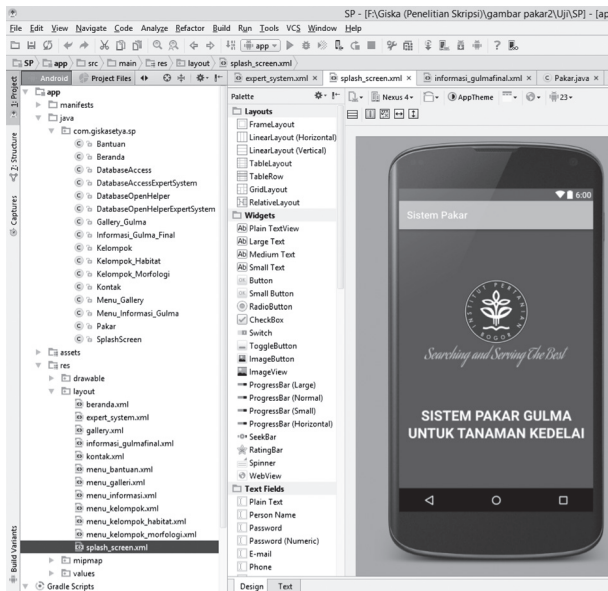 SP - [F:\Giska (Penelitian Skripsi)\gambar pakar2\Uji\SP] - [ap
File Edit View Navigate Code Analyze Refactor Build Run Tools VCS Window Help
app
SP app src main res layout splash_screen.xml
1: Project
Z: Structure
Captures
Build Variants
Android Project Files
app
manifests
java
com.giskasetya.sp
Bantuan
Beranda
DatabaseAccess
DatabaseAccessExpertSystem
DatabaseOpenHelper
DatabaseOpenHelperExpertSystem
Gallery_Gulma
Informasi_Gulma_Final
Kelompok
Kelompok_Habitat
Kelompok_Morfologi
Kontak
Menu_Gallery
Menu_Informasi_Gulma
Pakar
SplashScreen
assets
res
drawable
layout
beranda.xml
expert_system.xml
gallery.xml
informasi_gulmafinal.xml
kontak.xml
menu_bantuan.xml
menu_galleri.xml
menu_informasi.xml
menu_kelompok.xml
menu_kelompok_habitat.xml
menu_kelompok_morfologi.xml
splash_screen.xml
mipmap
values
Gradle Scripts
expert_system.xml splash_screen.xml informasi_gulmafinal.xml Pakar.java
Palette
Layouts
FrameLayout
LinearLayout (Horizontal)
LinearLayout (Vertical)
TableLayout
TableRow
GridLayout
RelativeLayout
Widgets
Plain TextView
Large Text
Medium Text
Small Text
Button
Small Button
RadioButton
CheckBox
Switch
ToggleButton
ImageButton
ImageView
ProgressBar (Large)
ProgressBar (Normal)
ProgressBar (Small)
ProgressBar (Horizontal)
SeekBar
RatingBar
Spinner
WebView
Text Fields
Plain Text
Person Name
Password
Password (Numeric)
E-mail
Phone
Design Text
Nexus 4 AppTheme 23
6:00
Sistem Pakar
INSTITUT PERTANIAN
BOGOR
Searching and Serving The Best
SISTEM PAKAR GULMA
UNTUK TANAMAN KEDELAI